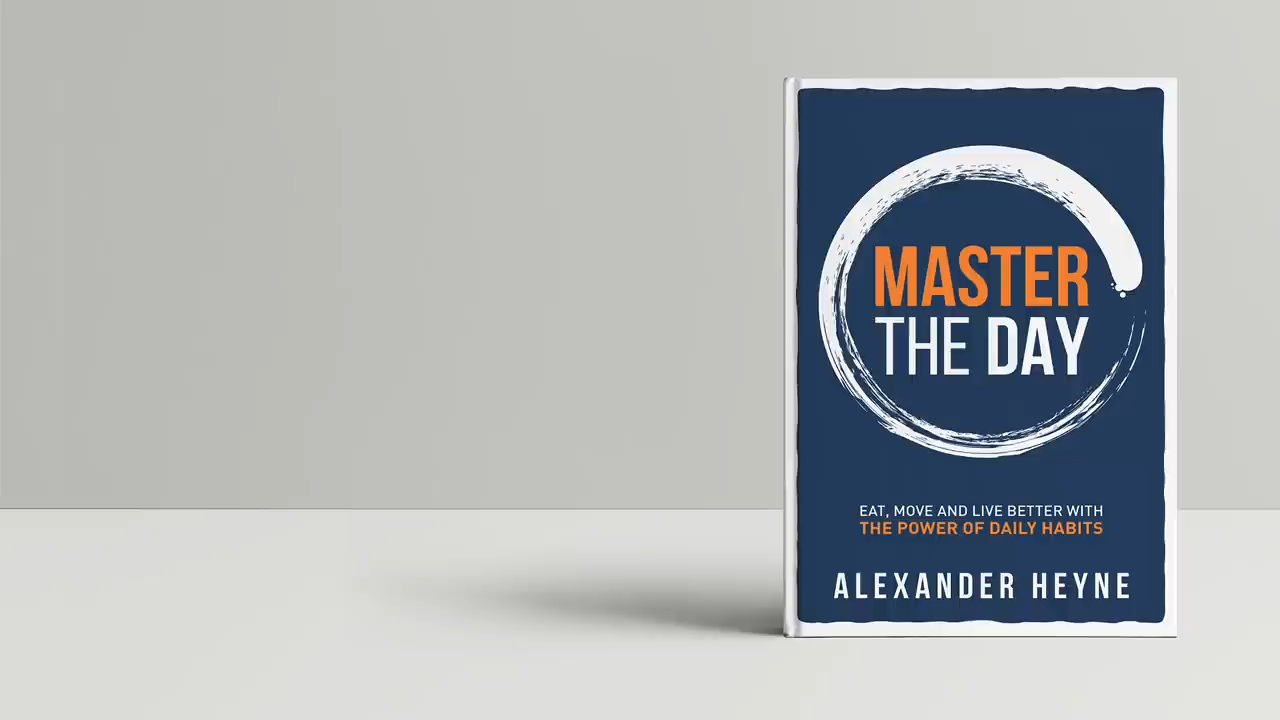 MASTER
THE DAY
EAT, MOVE AND LIVE BETTER WITH
THE POWER OF DAILY HABITS
ALEXANDER HEYNE